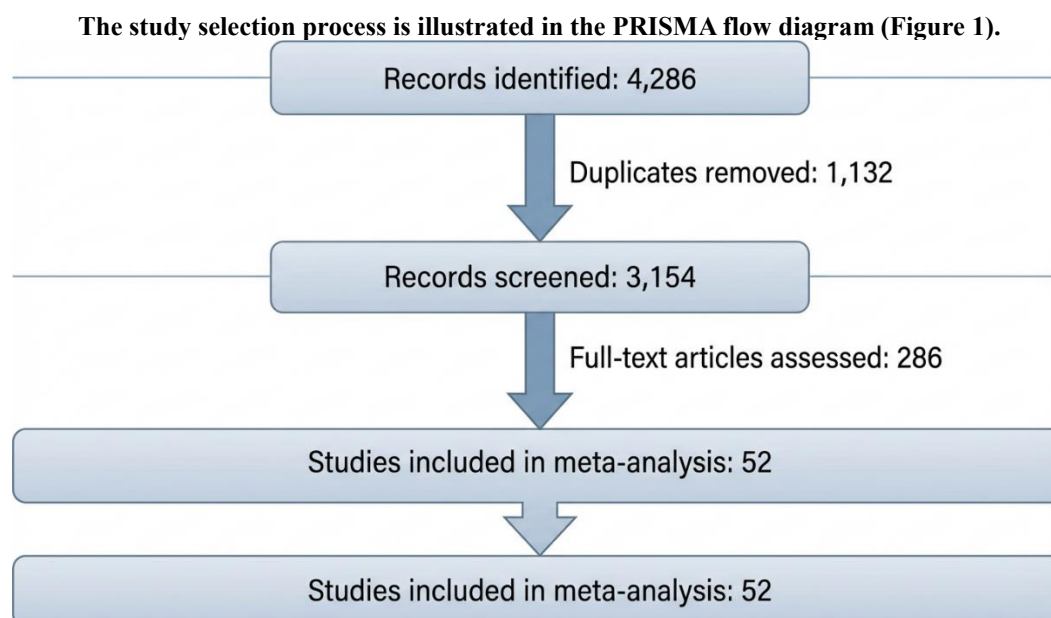 The study selection process is illustrated in the PRISMA flow diagram (Figure 1).
Records identified: 4,286
Duplicates removed: 1,132
Records screened: 3,154
Full-text articles assessed: 286
Studies included in meta-analysis: 52
Studies included in meta-analysis: 52